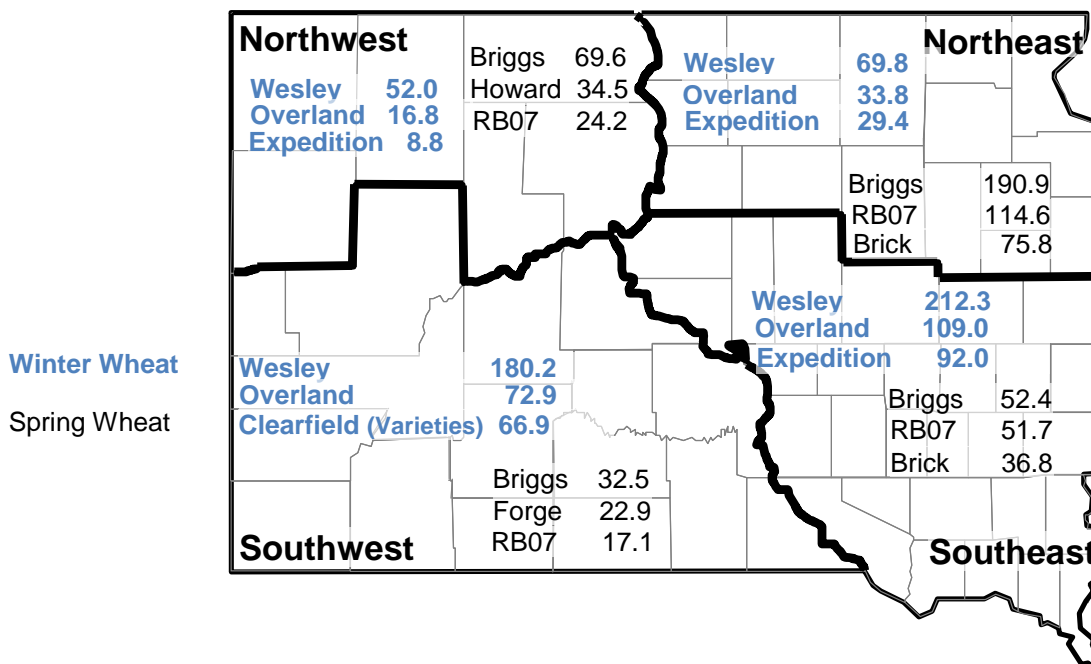 Northwest
Wesley 52.0
Overland 16.8
Expedition 8.8
Briggs 69.6
Howard 34.5
RB07 24.2
Northeast
Wesley 69.8
Overland 33.8
Expedition 29.4
Briggs 190.9
RB07 114.6
Brick 75.8
Winter Wheat
Spring Wheat
Wesley 180.2
Overland 72.9
Clearfield (Varieties) 66.9
Briggs 32.5
Forge 22.9
RB07 17.1
Southwest
Wesley 212.3
Overland 109.0
Expedition 92.0
Briggs 52.4
RB07 51.7
Brick 36.8
Southeast